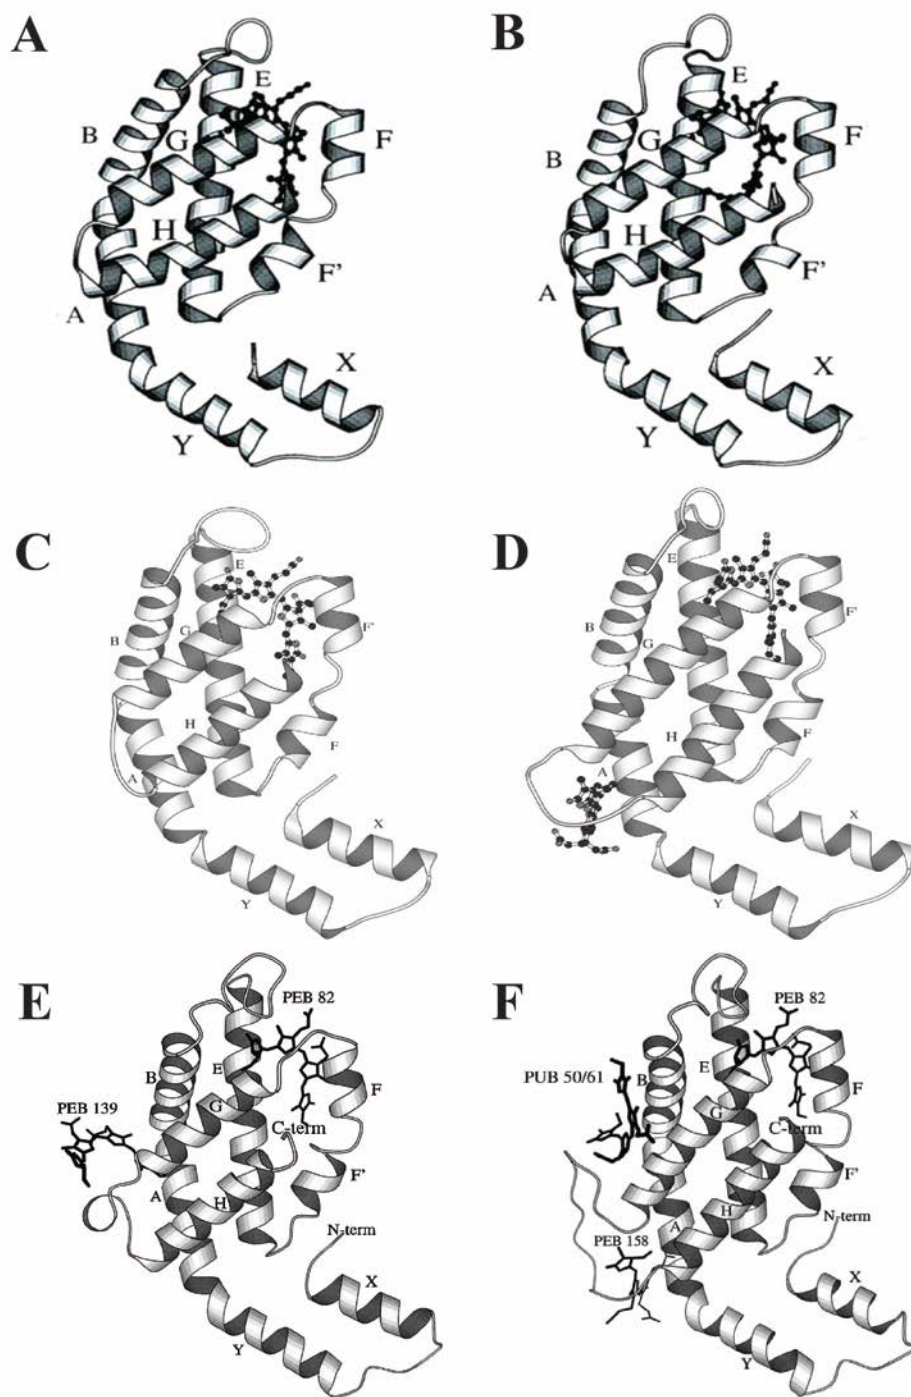 A
B
E
E
B
G
F
B
G
F
H
H
F'
F'
A
A
X
X
Y
Y
C
D
E
E
B
G
F'
B
G
F'
H
F
H
F
A
A
X
X
Y
Y
E
F
PEB 82
PEB 82
B
E
F
PUB 50/61
B
E
F
PEB 139
G
G
C-term
C-term
A
H
F'
A
H
F'
N-term
N-term
PEB 158
X
X
Y
Y